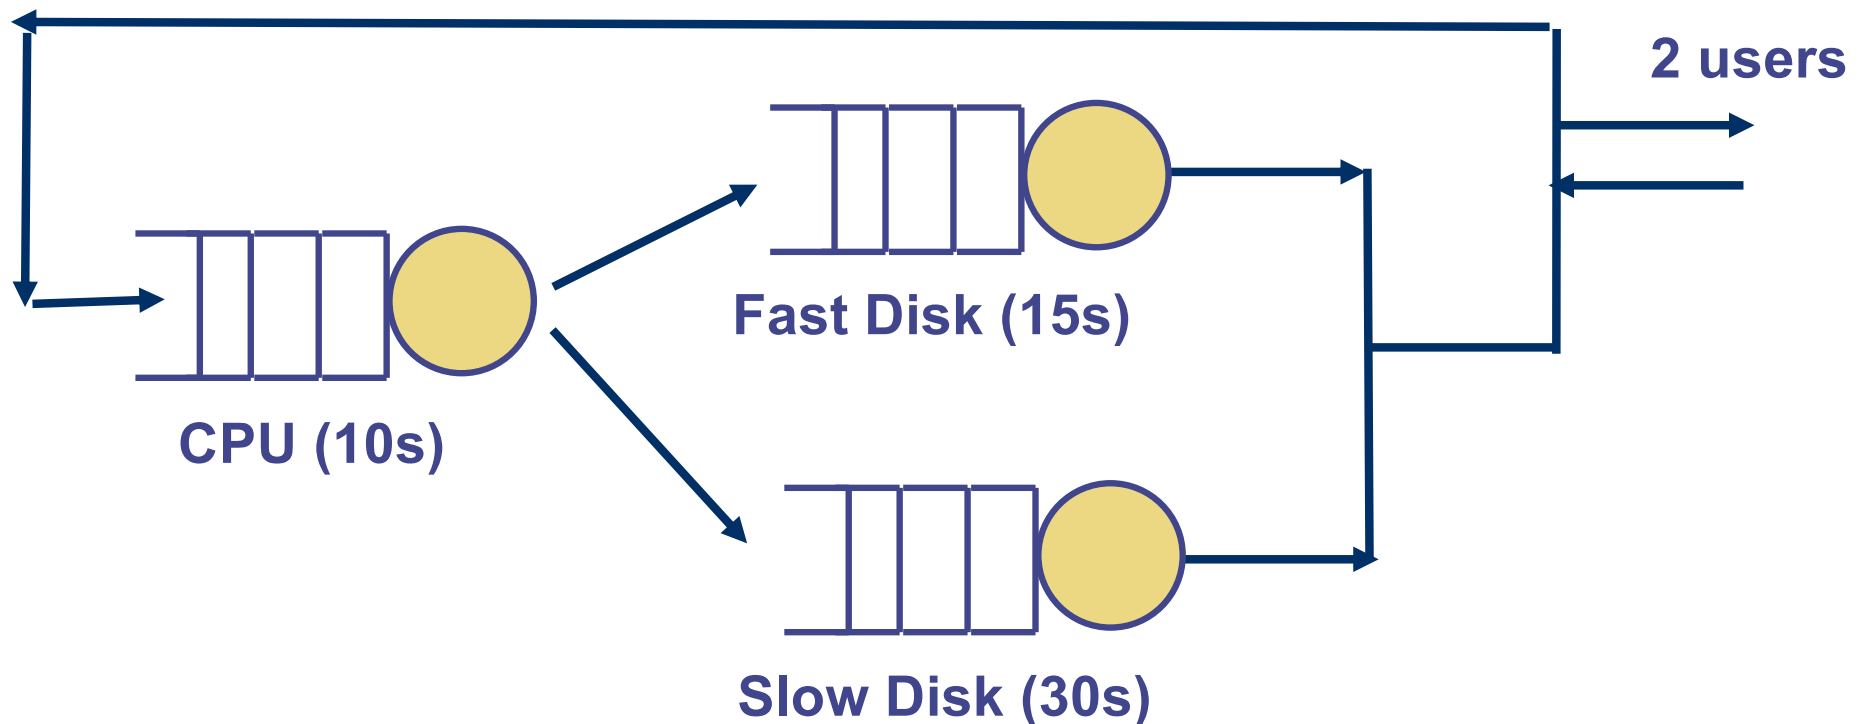 2 users
Fast Disk (15s)
CPU (10s)
Slow Disk (30s)